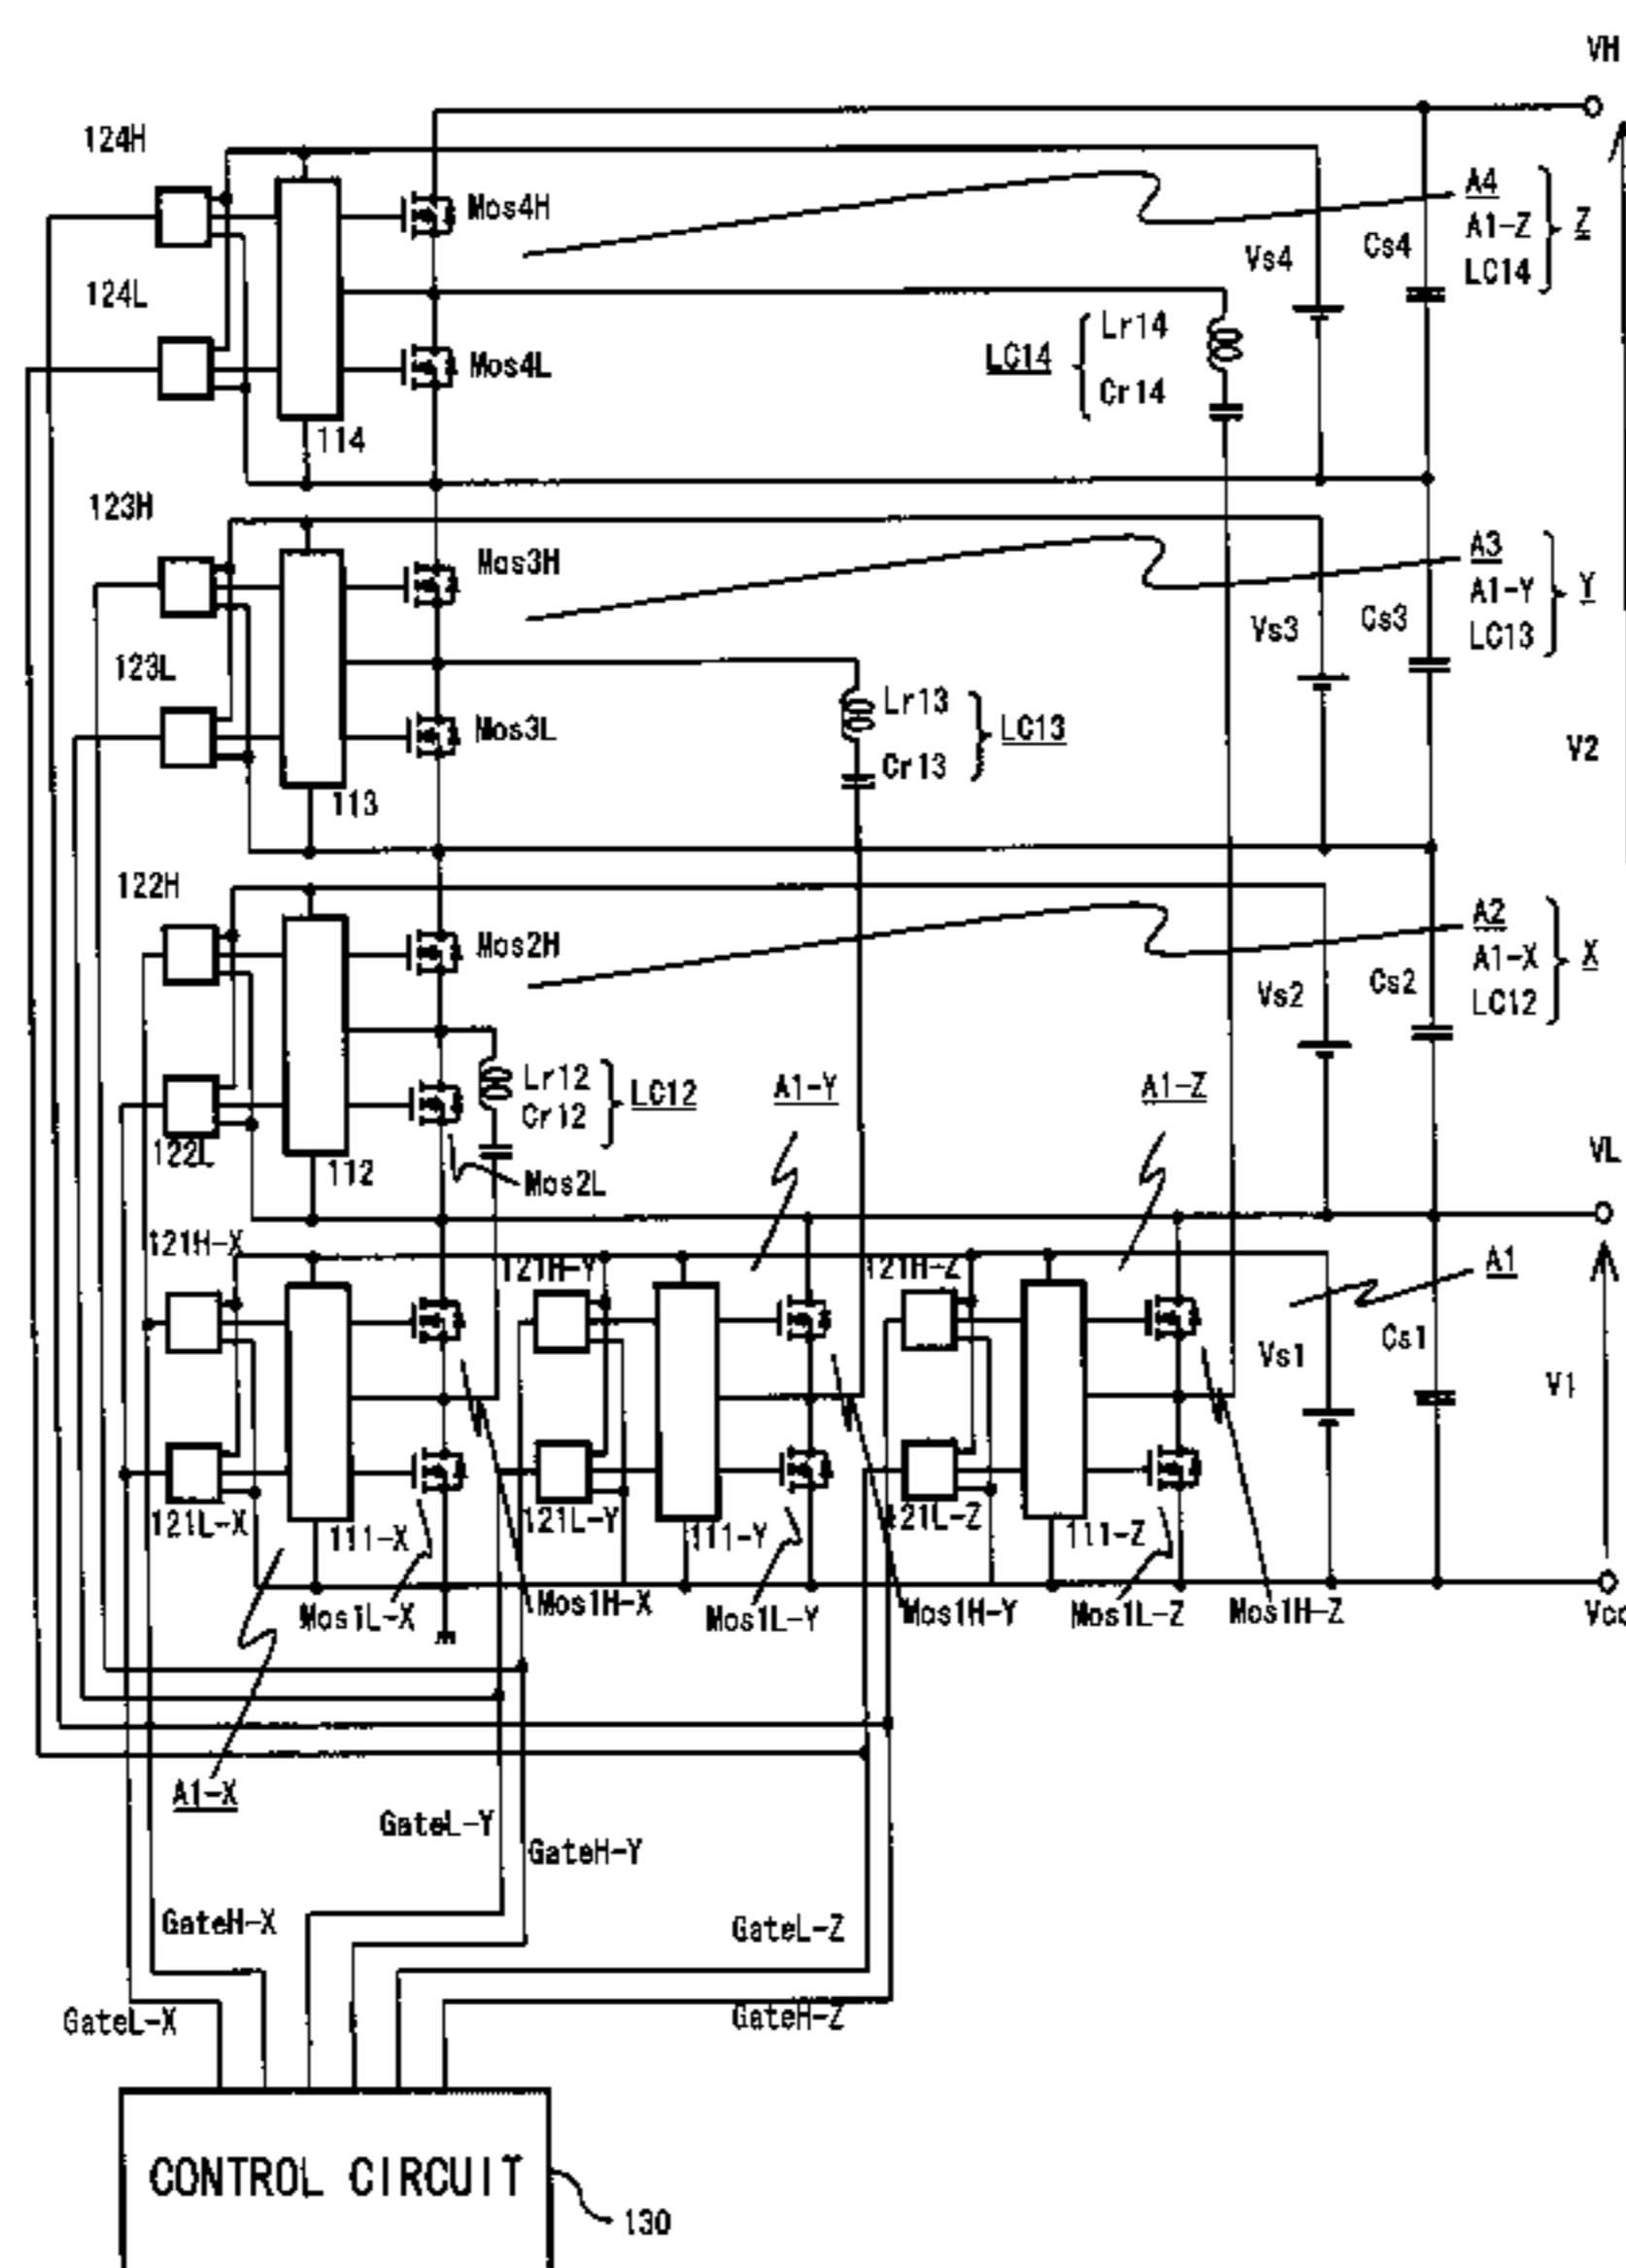 VH
124H
Mos4H
A4
A1-Z
LC14
Z
Vs4
Cs4
124L
Lr14
Cr14
LC14
Mos4L
114
123H
Mos3H
A3
A1-Y
LC13
Y
Vs3
Cs3
123L
Lr13
Cr13
LC13
Mos3L
V2
113
122H
Mos2H
A2
A1-X
LC12
X
Vs2
Cs2
Lr12
Cr12
LC12
A1-Y
A1-Z
122L
112
Mos2L
VL
121H-X
121H-Y
121H-Z
A1
Vs1
Cs1
V1
121L-X
111-X
121L-Y
111-Y
121L-Z
111-Z
Mos1L-X
Mos1H-X
Mos1L-Y
Mos1H-Y
Mos1L-Z
Mos1H-Z
A1-X
GateL-Y
GateH-Y
GateH-X
GateL-Z
GateL-X
GateH-Z
CONTROL CIRCUIT
130